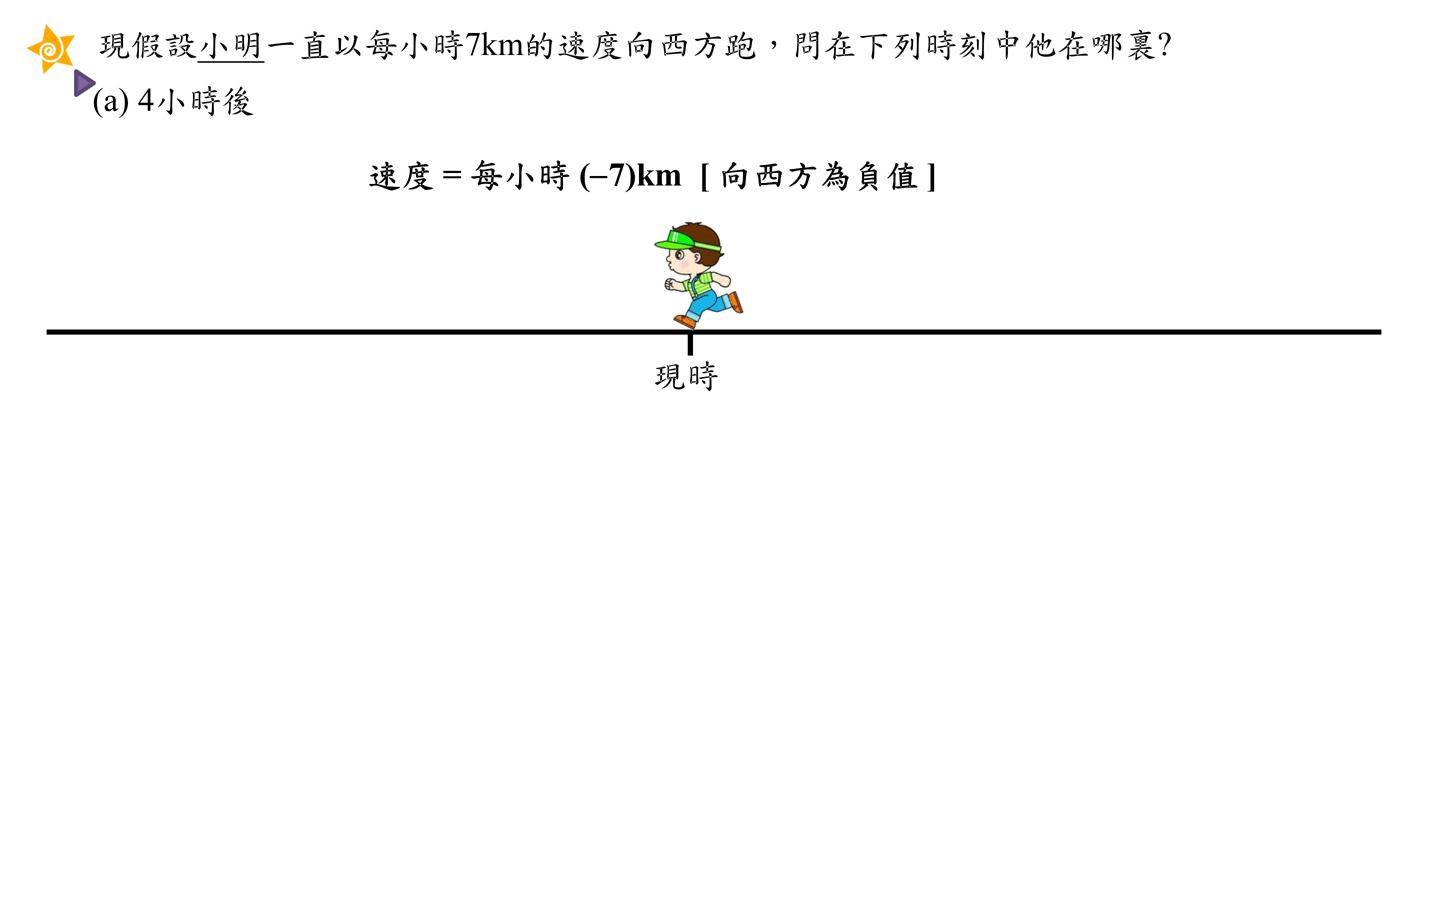 現假設小明一直以每小時7km的速度向西方跑，問在下列時刻中他在哪裏?
(a) 4小時後
速度 = 每小時 (–7)km [ 向西方為負值 ]
現時